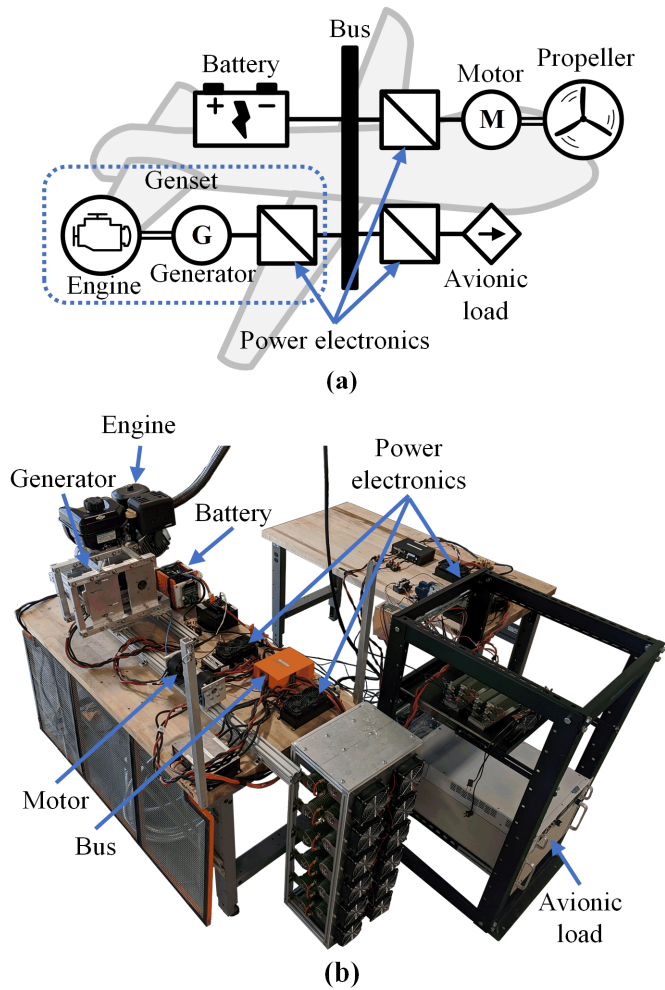 Bus
Battery
Motor
Propeller
+
−
M
Genset
G
Engine
Generator
Avionic
load
Power electronics
(a)
Engine
Generator
Power
electronics
Battery
Motor
Bus
Avionic
load
(b)